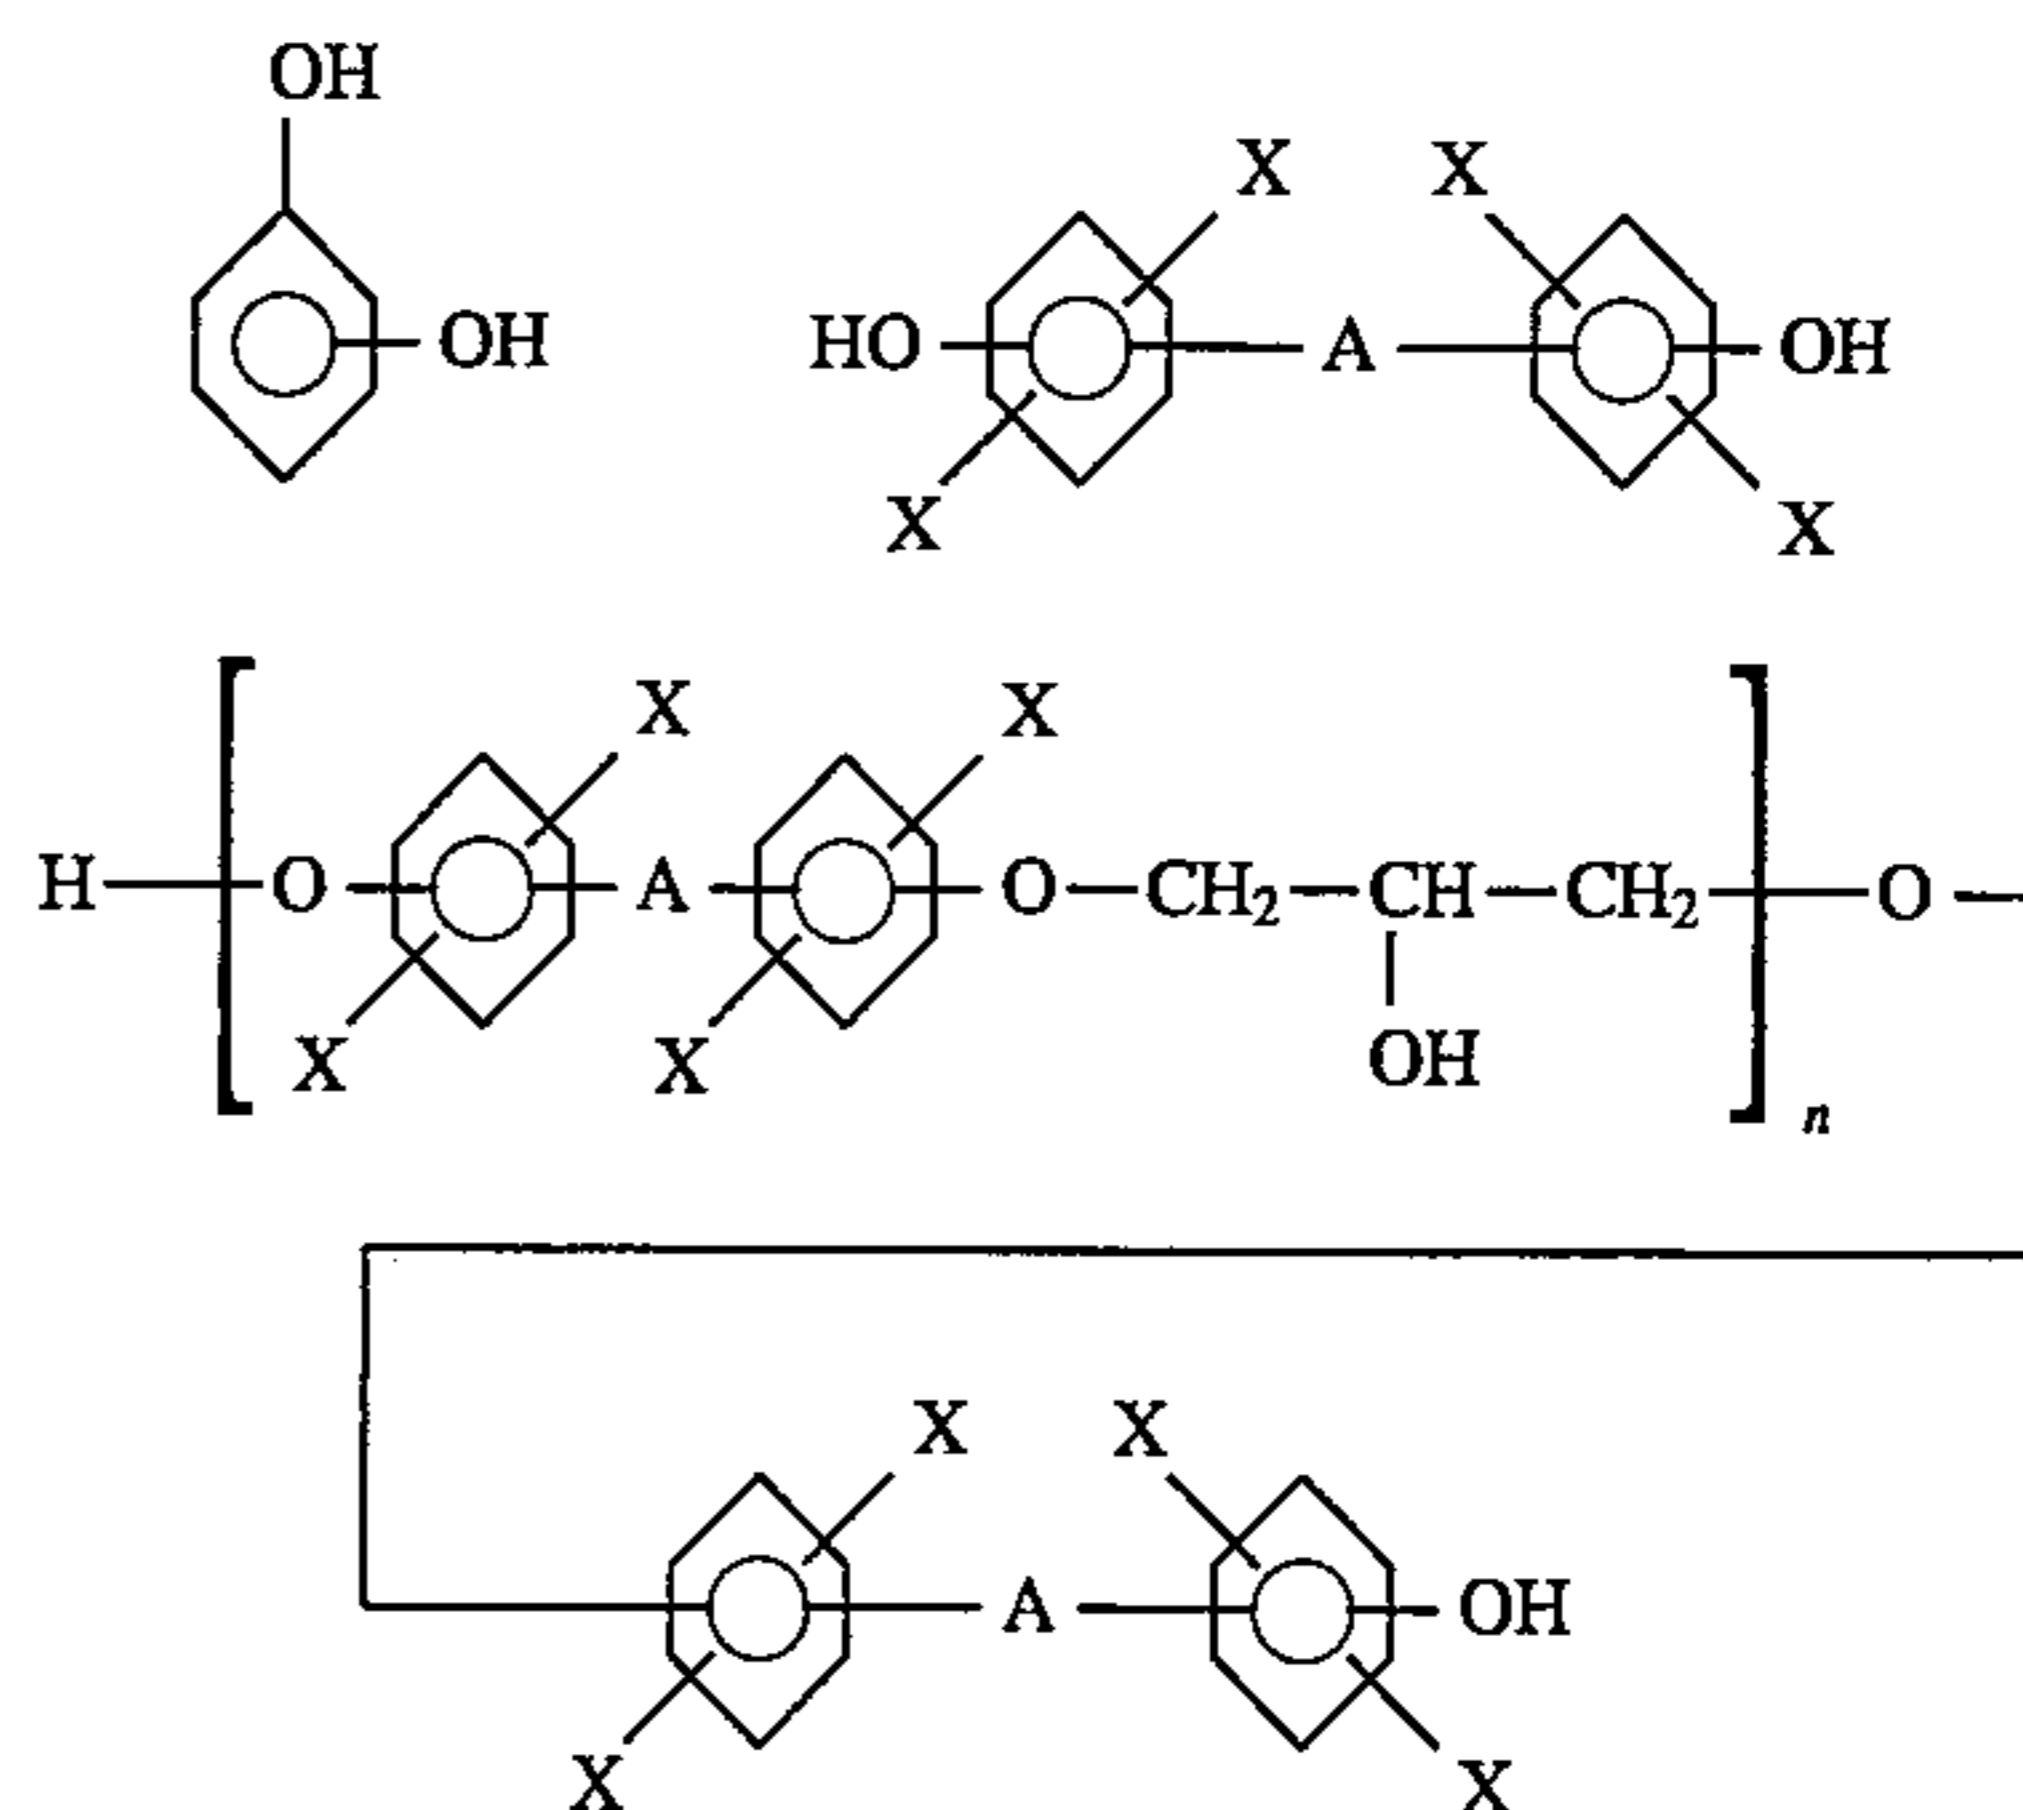 OH
OH
X X
HO A OH
X X
X X
H O A O CH₂ CH CH₂ O
X X OH
n
X X
A OH
X X